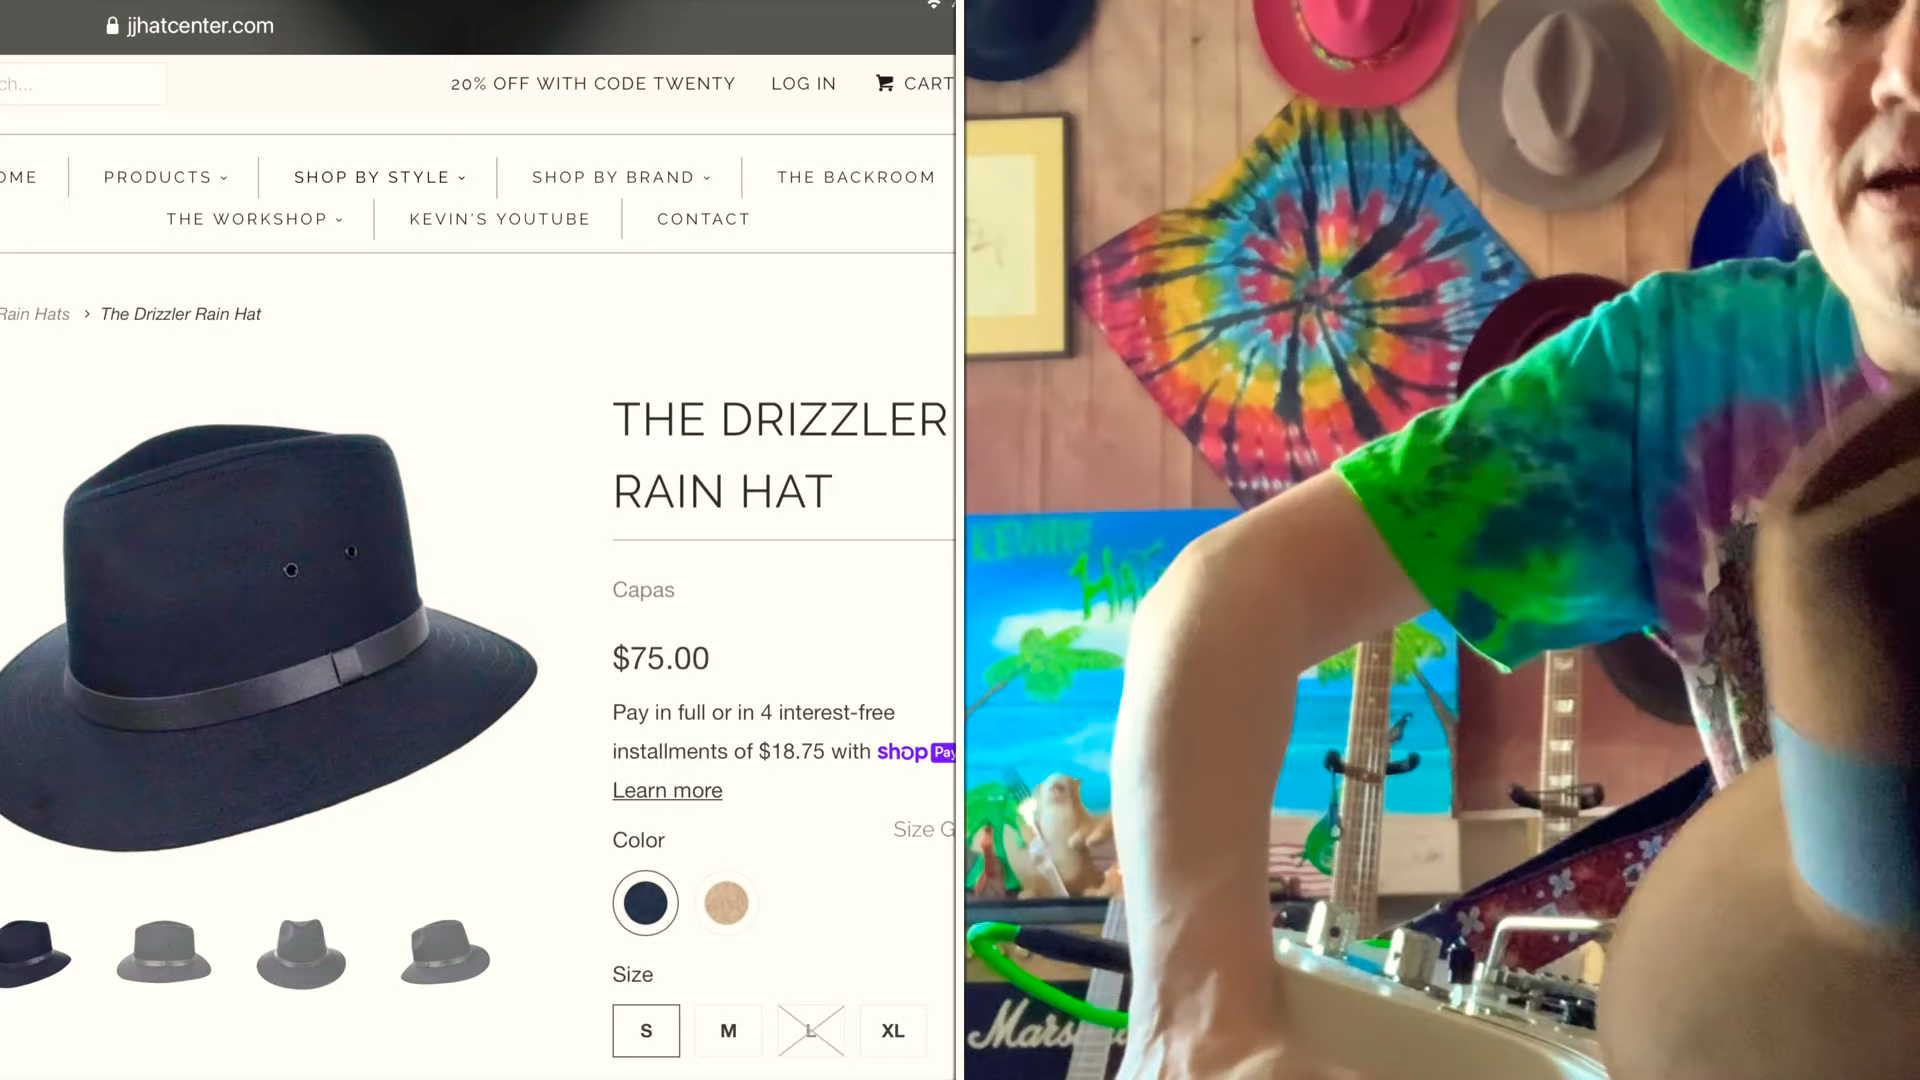 jjhatcenter.com
ch...
20% OFF WITH CODE TWENTY
LOG IN
CART
OME
PRODUCTS
SHOP BY STYLE
SHOP BY BRAND
THE BACKROOM
THE WORKSHOP
KEVIN'S YOUTUBE
CONTACT
Rain Hats › The Drizzler Rain Hat
THE DRIZZLER
RAIN HAT
Capas
$75.00
Pay in full or in 4 interest-free
installments of $18.75 with shop Pay
Learn more
Size G
Color
Size
S
M
L
XL
KEVINS
HAT
Mars